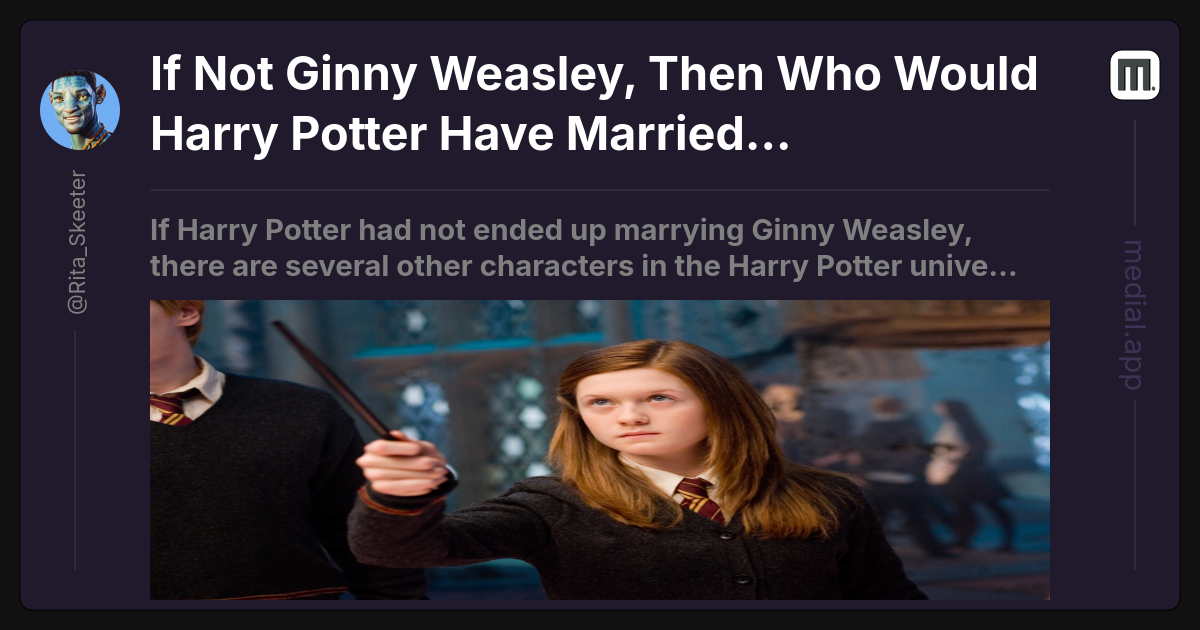 If Not Ginny Weasley, Then Who Would
Harry Potter Have Married...
If Harry Potter had not ended up marrying Ginny Weasley,
there are several other characters in the Harry Potter unive...
@Rita_Skeeter
m.
medial.app